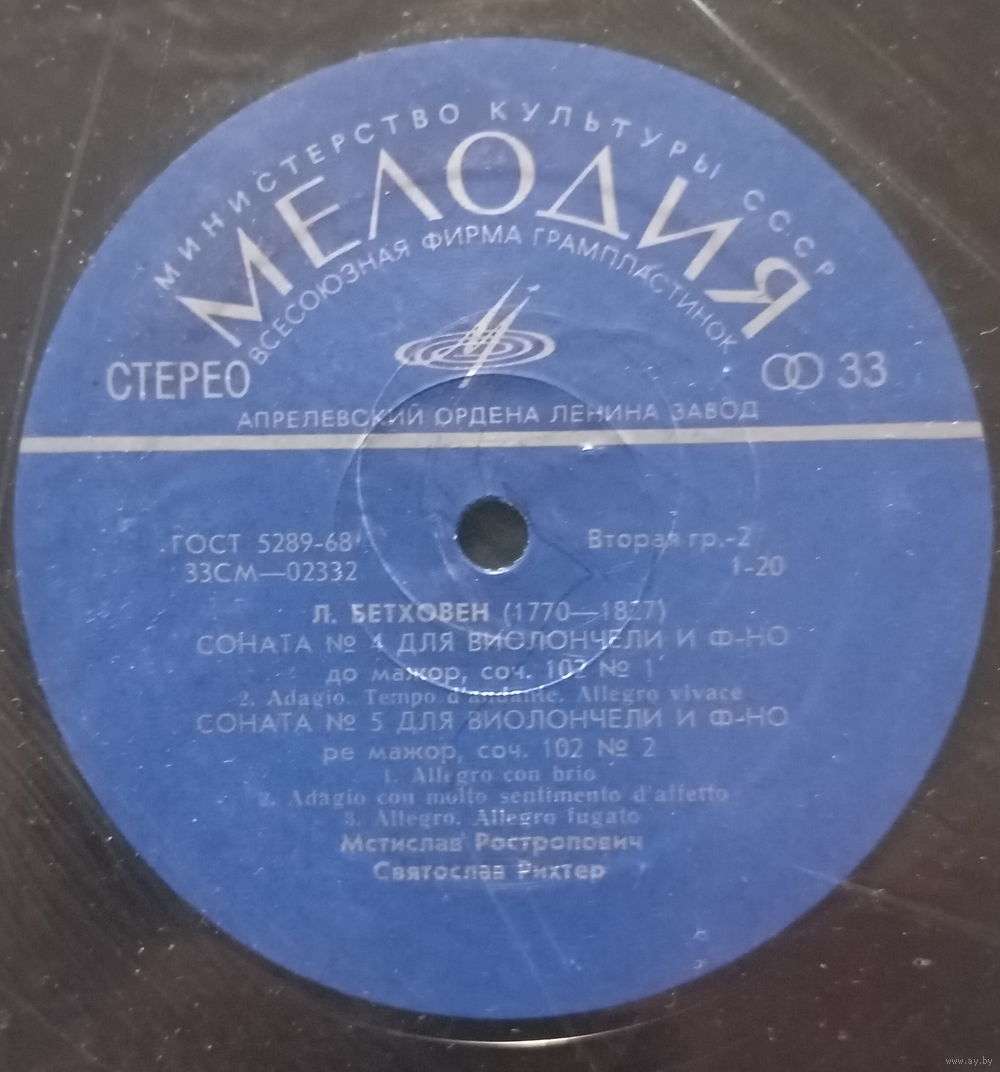 МИНИСТЕРСТВО КУЛЬТУРЫ СССР
МЕЛОДИЯ
ВСЕСОЮЗНАЯ ФИРМА ГРАМПЛАСТИНОК
СТЕРЕО 33
АПРЕЛЕВСКИЙ ОРДЕНА ЛЕНИНА ЗАВОД
ГОСТ 5289-68 Вторая гр.-2
33СМ—02332 1-20
Л. БЕТХОВЕН (1770—1827)
СОНАТА № 4 ДЛЯ ВИОЛОНЧЕЛИ И Ф-НО
до мажор, соч. 102 № 1
2. Adagio. Tempo d'andante. Allegro vivace
СОНАТА № 5 ДЛЯ ВИОЛОНЧЕЛИ И Ф-НО
ре мажор, соч. 102 № 2
1. Allegro con brio
2. Adagio con molto sentimento d'affetto
3. Allegro. Allegro fugato
Мстислав Ростропович
Святослав Рихтер
www.ay.by